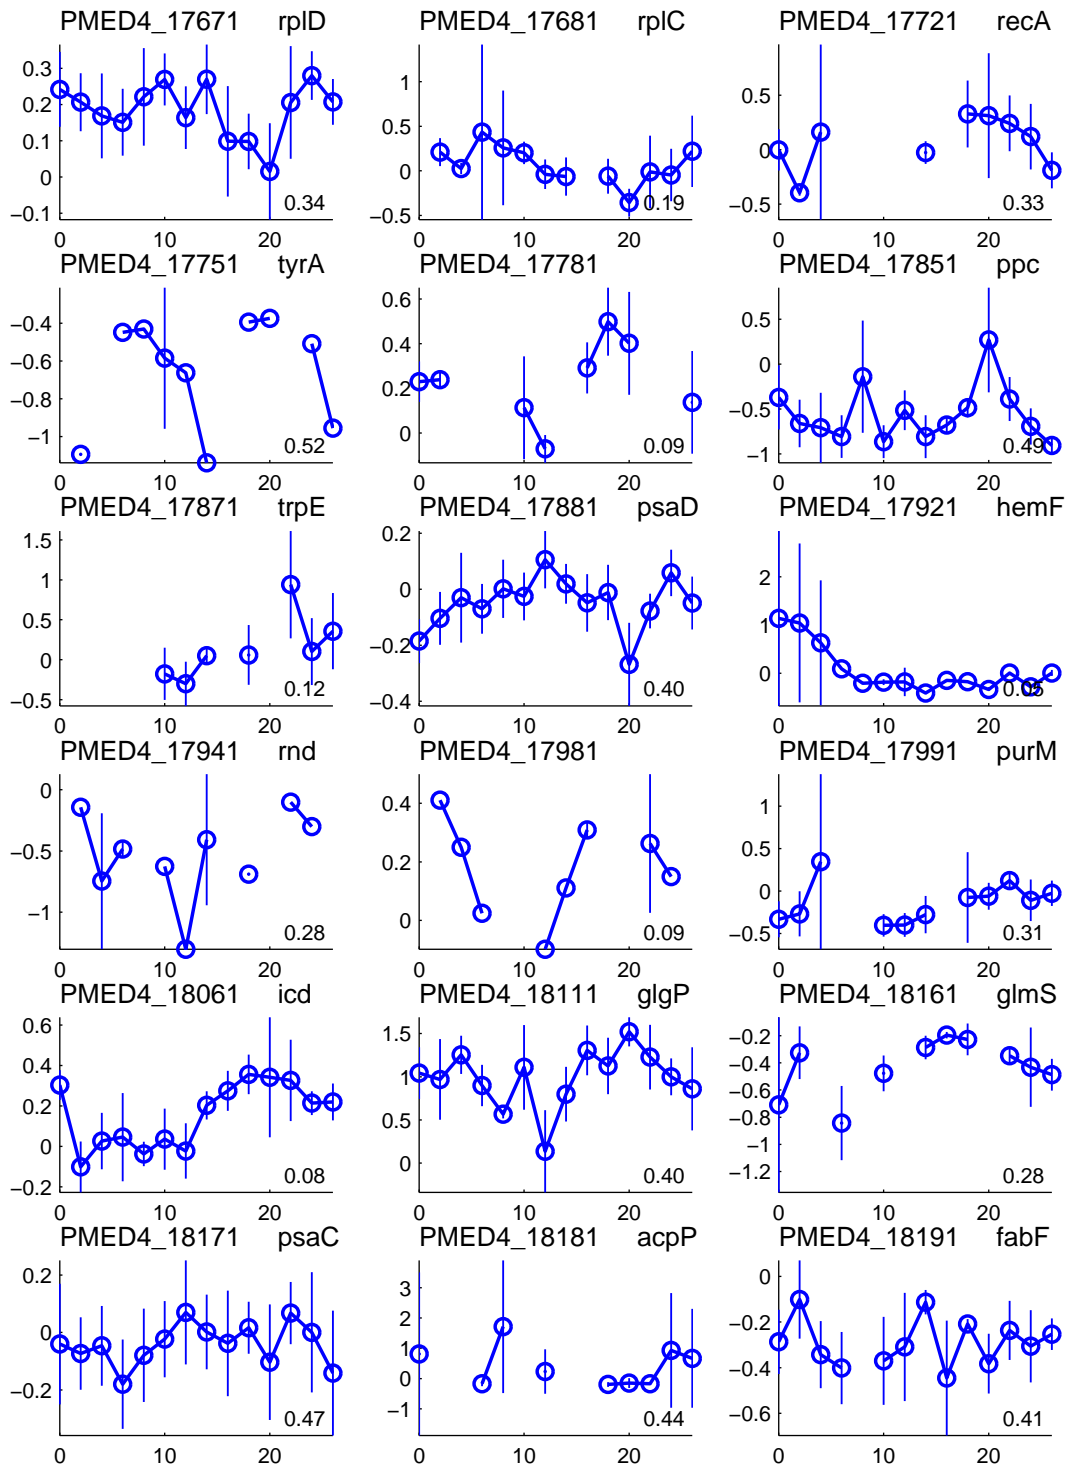 PMED4_17671 rplD PMED4_17681 rplC PMED4_17721 recA
0.3 0.2 0.1 0 −0.1 0.34 0 10 20
1 0.5 0 −0.5 0.19 0 10 20
0.5 0 −0.5 0.33 0 10 20
PMED4_17751 tyrA PMED4_17781 PMED4_17851 ppc
−0.4 −0.6 −0.8 −1 0.52 0 10 20
0.6 0.4 0.2 0 0.09 0 10 20
0.5 0 −0.5 −1 0.49 0 10 20
PMED4_17871 trpE PMED4_17881 psaD PMED4_17921 hemF
1.5 1 0.5 0 −0.5 0.12 0 10 20
0.2 0 −0.2 −0.4 0.40 0 10 20
2 1 0 0.05 0 10 20
PMED4_17941 rnd PMED4_17981 PMED4_17991 purM
0 −0.5 −1 0.28 0 10 20
0.4 0.2 0 0.09 0 10 20
1 0.5 0 −0.5 0.31 0 10 20
PMED4_18061 icd PMED4_18111 glgP PMED4_18161 glmS
0.6 0.4 0.2 0 −0.2 0.08 0 10 20
1.5 1 0.5 0 0.40 0 10 20
−0.2 −0.4 −0.6 −0.8 −1 −1.2 0.28 0 10 20
PMED4_18171 psaC PMED4_18181 acpP PMED4_18191 fabF
0.2 0 −0.2 0.47 0 10 20
3 2 1 0 −1 0.44 0 10 20
0 −0.2 −0.4 −0.6 0.41 0 10 20